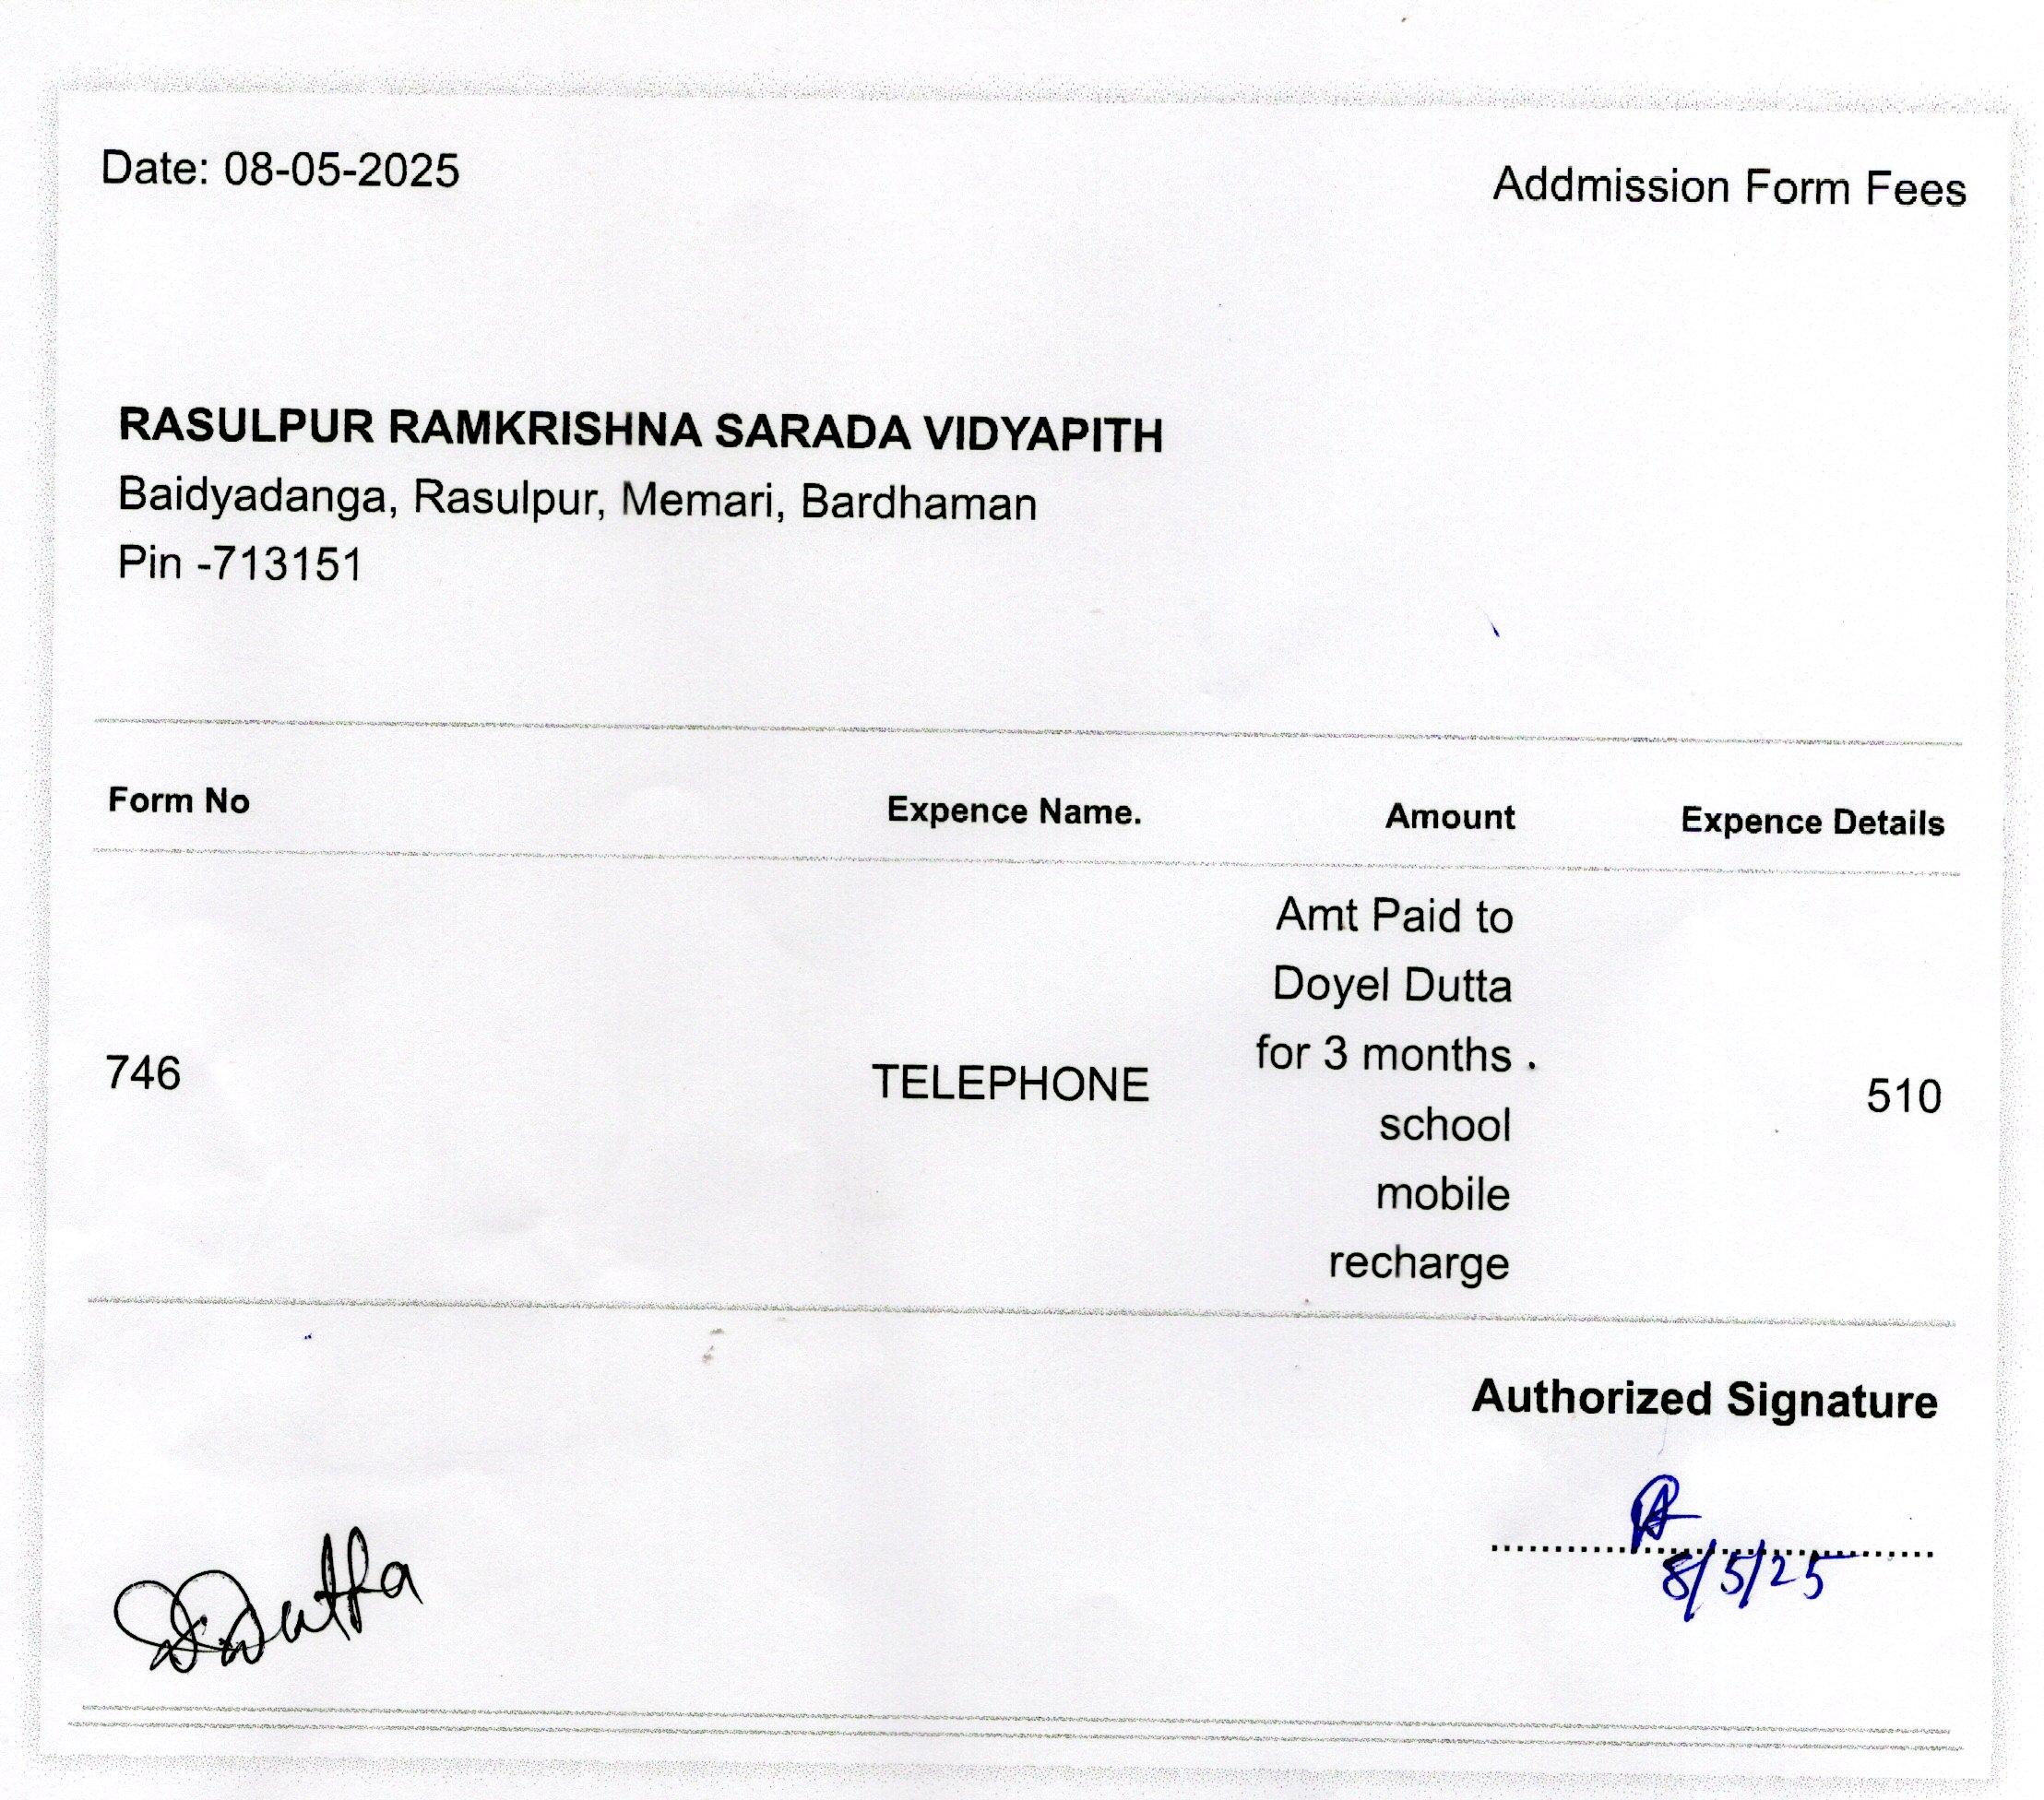 Date: 08-05-2025
Addmission Form Fees
RASULPUR RAMKRISHNA SARADA VIDYAPITH
Baidyadanga, Rasulpur, Memari, Bardhaman
Pin -713151
Form No Expence Name. Amount Expence Details
746 TELEPHONE Amt Paid to
Doyel Dutta
for 3 months
school
mobile
recharge
510
Authorized Signature
8/5/25
DDutta